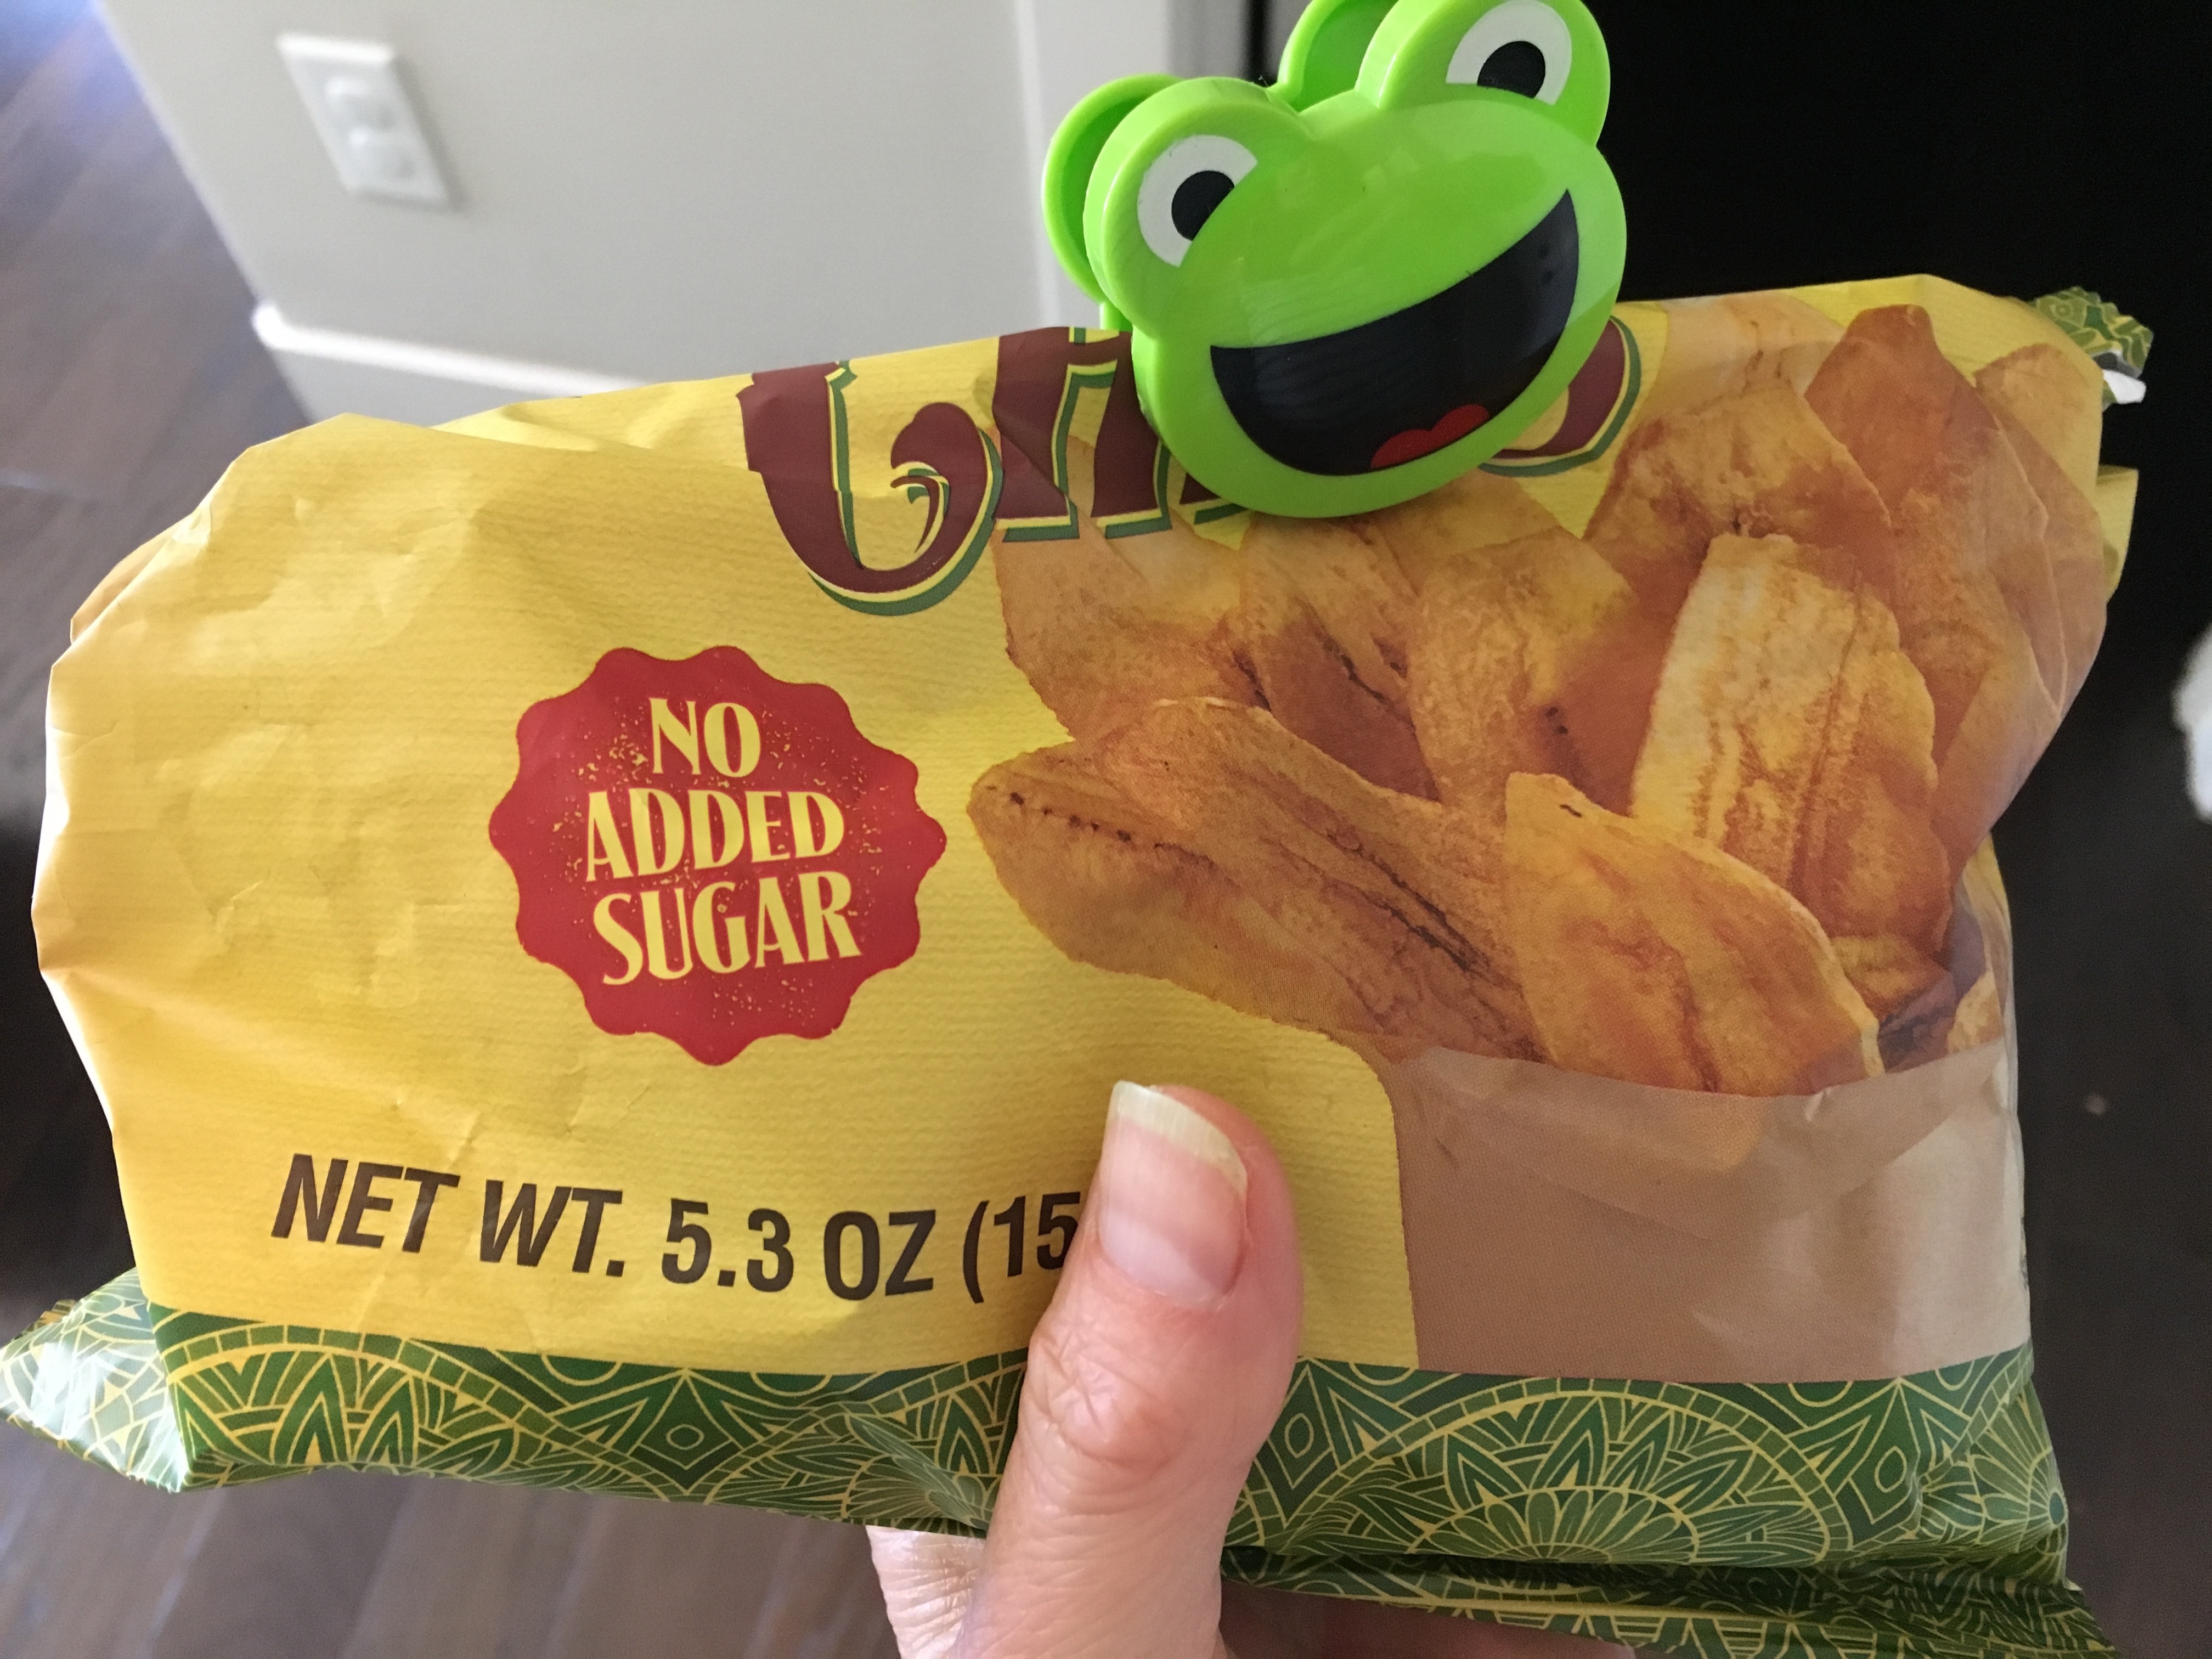 NO
ADDED
SUGAR
NET WT. 5.3 OZ (15